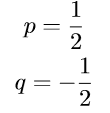 p = 1/2
q = -1/2